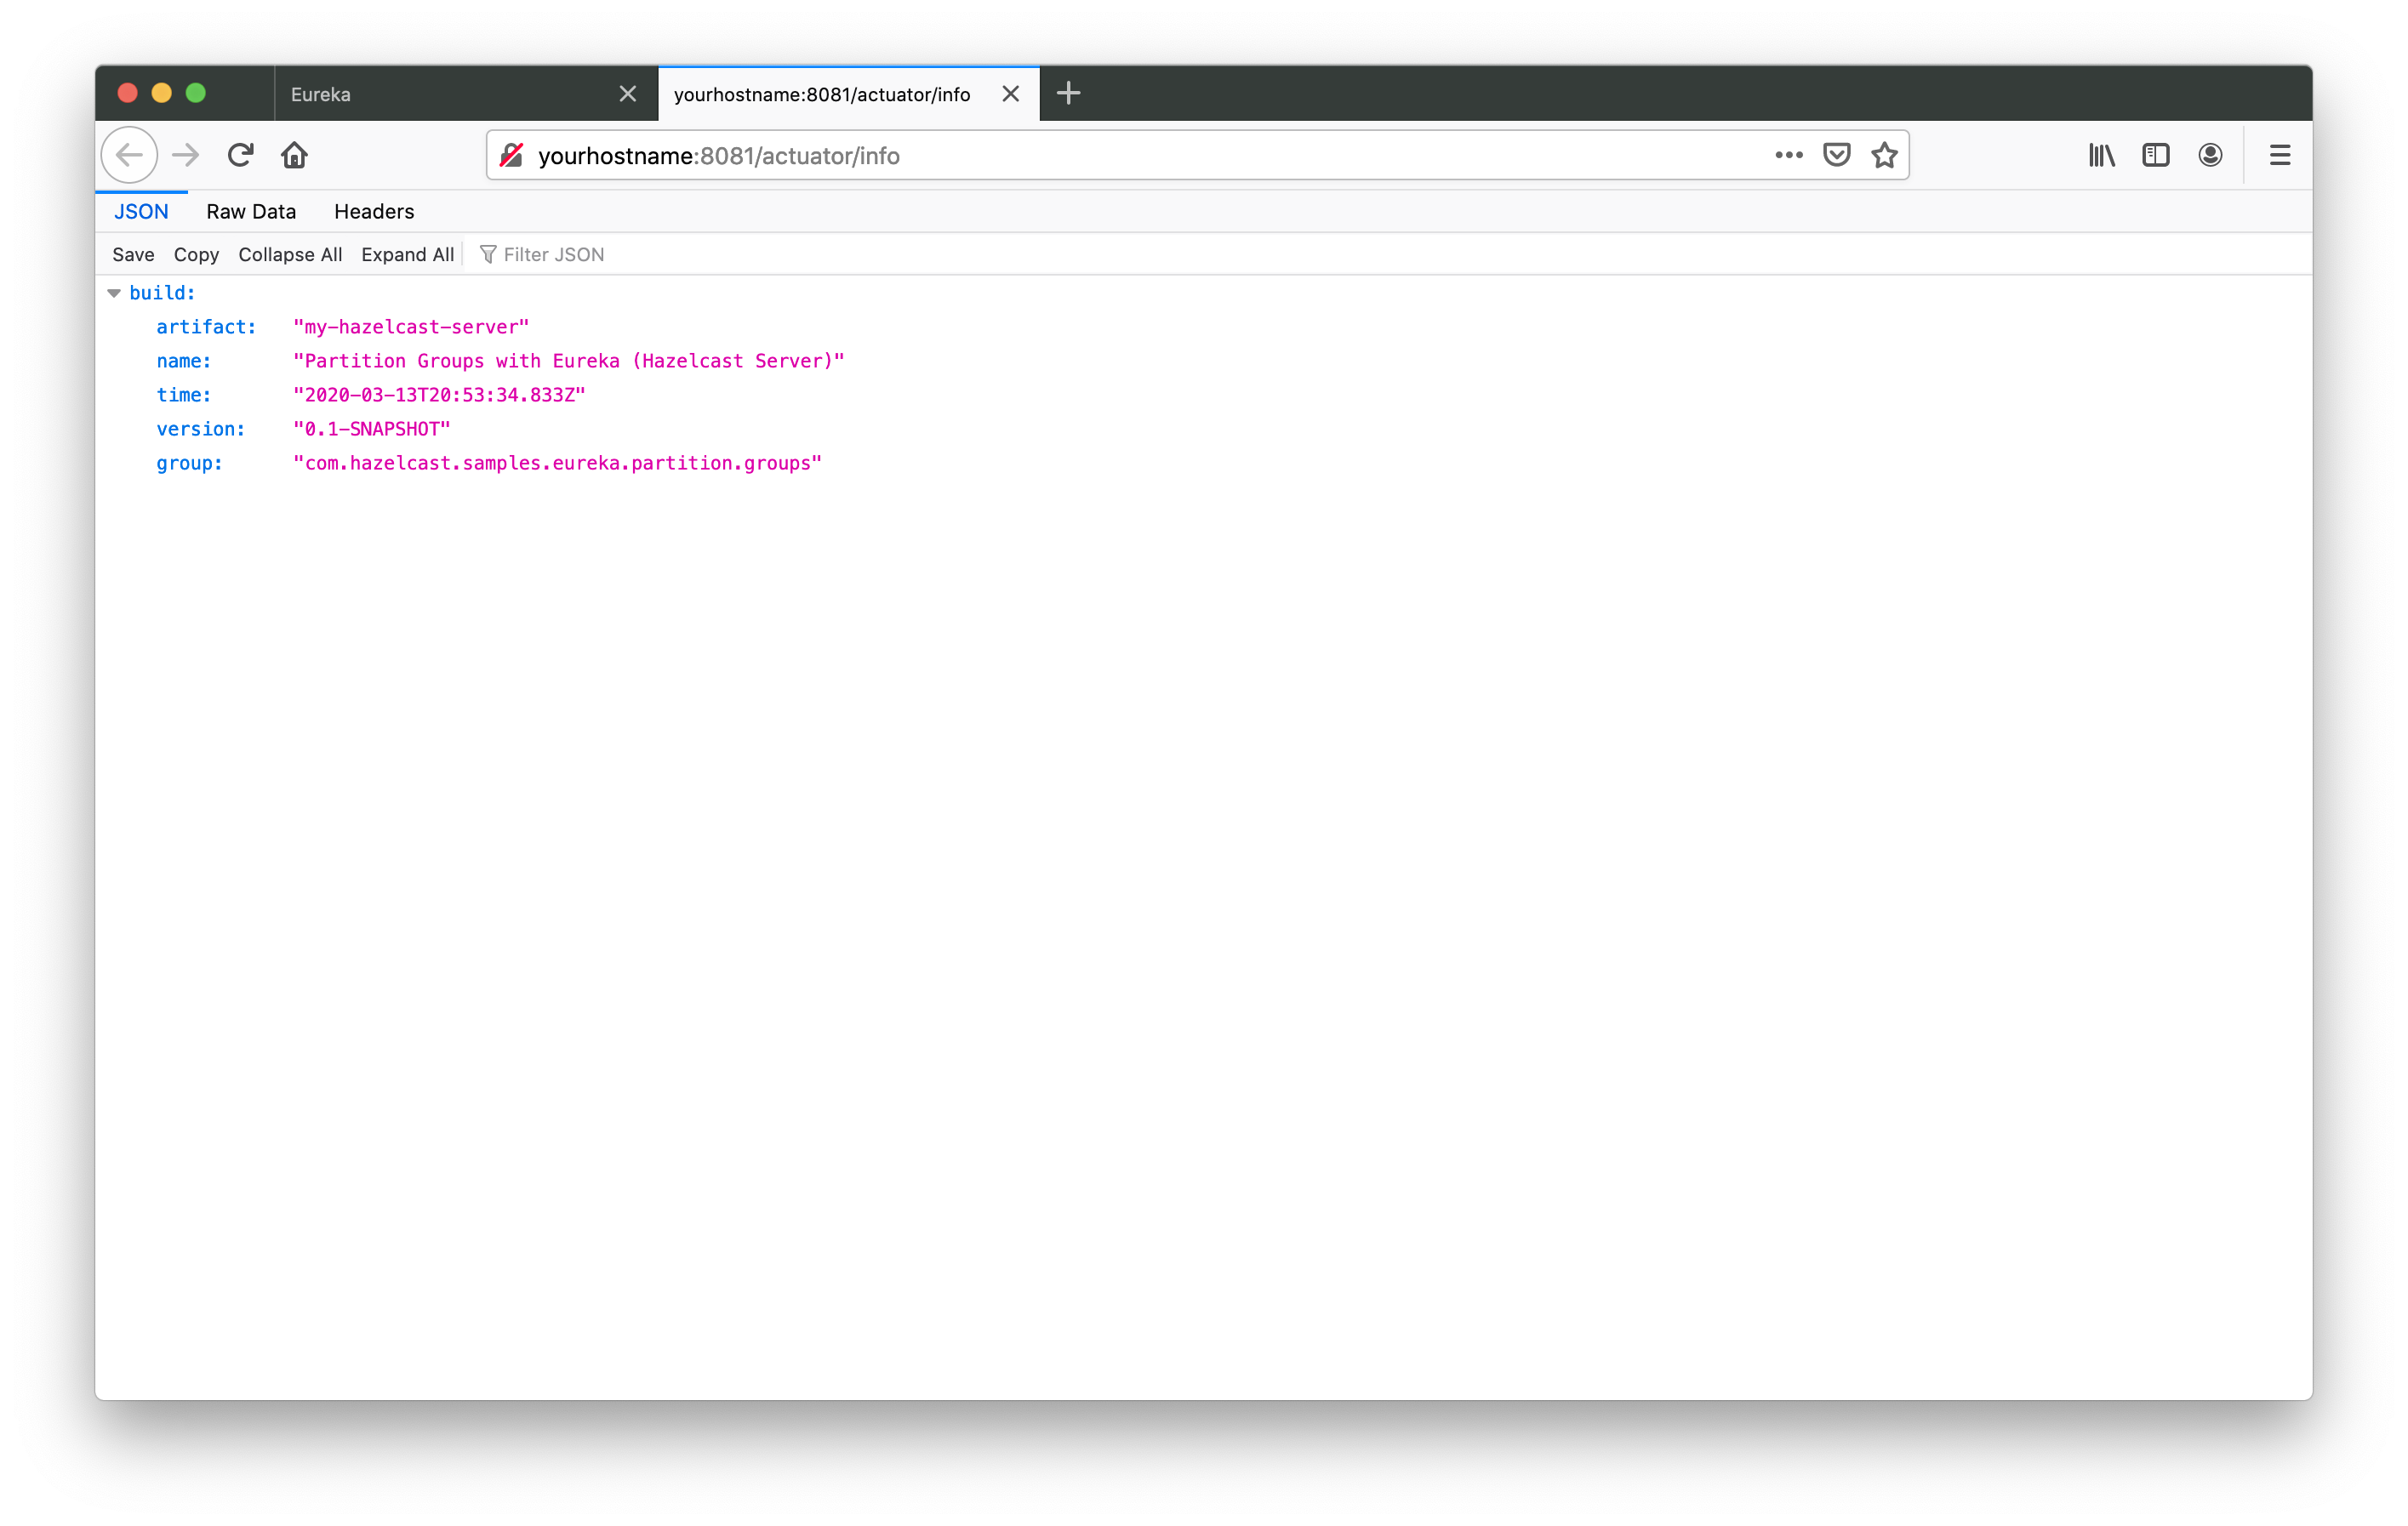 Eureka
yourhostname:8081/actuator/info
yourhostname:8081/actuator/info
JSON Raw Data Headers
Save Copy Collapse All Expand All Filter JSON
build:
artifact: "my-hazelcast-server"
name: "Partition Groups with Eureka (Hazelcast Server)"
time: "2020-03-13T20:53:34.833Z"
version: "0.1-SNAPSHOT"
group: "com.hazelcast.samples.eureka.partition.groups"